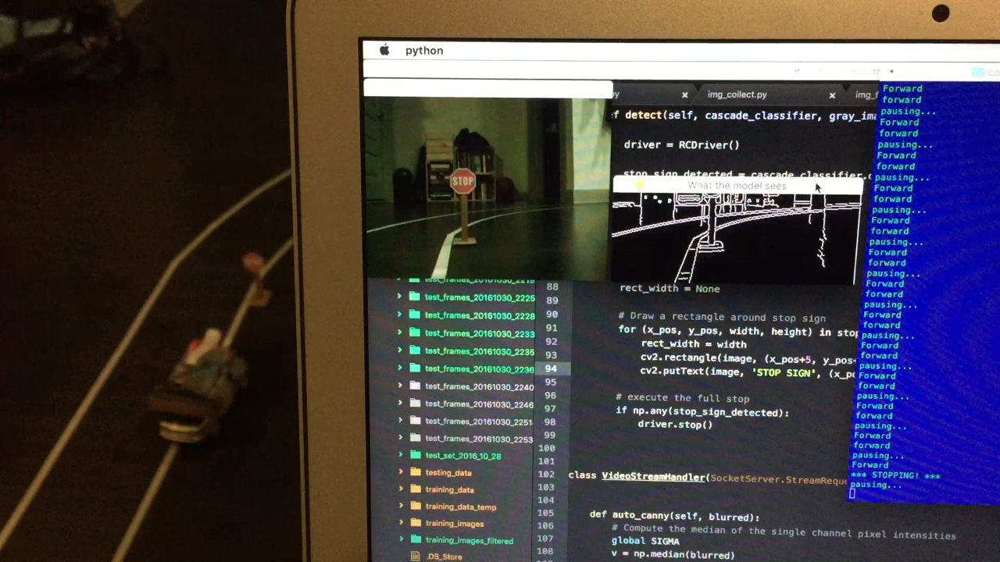 python
img_collect.py
detect(self, cascade_classifier, gray_ima
driver = RCDriver()
stop_sign_detected = cascade_classifier.
What the model sees
STOP
rect_width = None
# Draw a rectangle around stop sign
for (x_pos, y_pos, width, height) in stop
rect_width = width
cv2.rectangle(image, (x_pos+5, y_pos+
cv2.putText(image, 'STOP SIGN', (x_po
# execute the full stop
if np.any(stop_sign_detected):
driver.stop()
class VideoStreamHandler(SocketServer.StreamReque
def auto_canny(self, blurred):
# Compute the median of the single channel pixel intensities
global SIGMA
v = np.median(blurred)
88
89
90
91
92
93
94
95
96
97
98
99
100
101
102
103
104
105
106
107
108
test_frames_20161030_2225
test_frames_20161030_2228
test_frames_20161030_2233
test_frames_20161030_2235
test_frames_20161030_2236
test_frames_20161030_2240
test_frames_20161030_2246
test_frames_20161030_2251
test_frames_20161030_2253
test_set_2016_10_28
testing_data
training_data
training_data_temp
training_images
training_images_filtered
.DS_Store
Forward
forward
pausing...
Forward
forward
pausing...
Forward
forward
pausing...
Forward
forward
pausing...
Forward
forward
pausing...
Forward
forward
pausing...
Forward
forward
pausing...
Forward
forward
pausing...
Forward
forward
pausing...
Forward
forward
pausing...
Forward
forward
pausing...
Forward
forward
pausing...
Forward
*** STOPPING! ***
pausing...